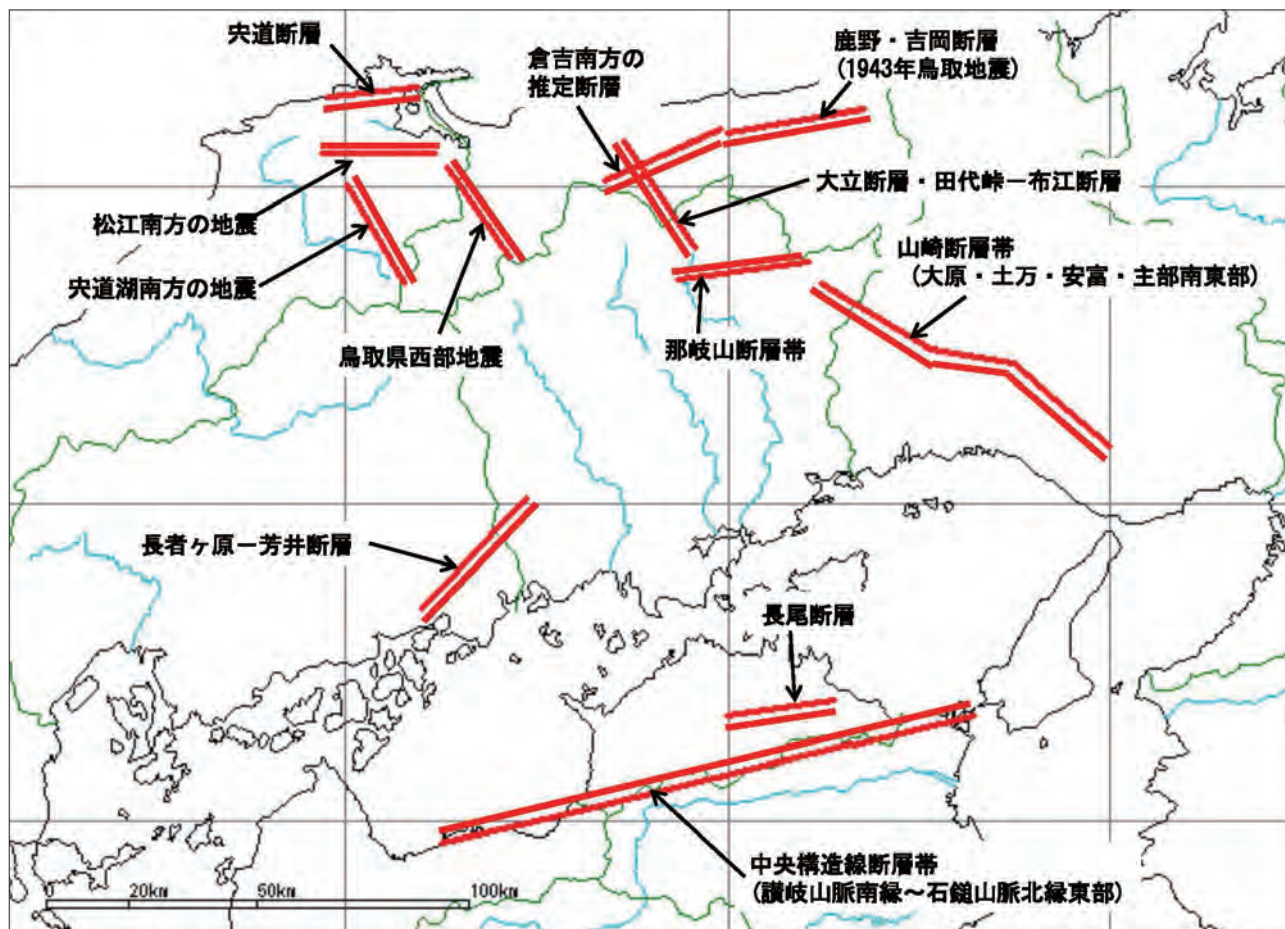 宍道断層
倉吉南方の
推定断層
鹿野・吉岡断層
(1943年鳥取地震)
大立断層・田代峠－布江断層
松江南方の地震
山崎断層帯
(大原・土万・安富・主部南東部)
宍道湖南方の地震
鳥取県西部地震
那岐山断層帯
長者ヶ原－芳井断層
長尾断層
中央構造線断層帯
(讃岐山脈南縁～石鎚山脈北縁東部)
0 20km 50km 100km